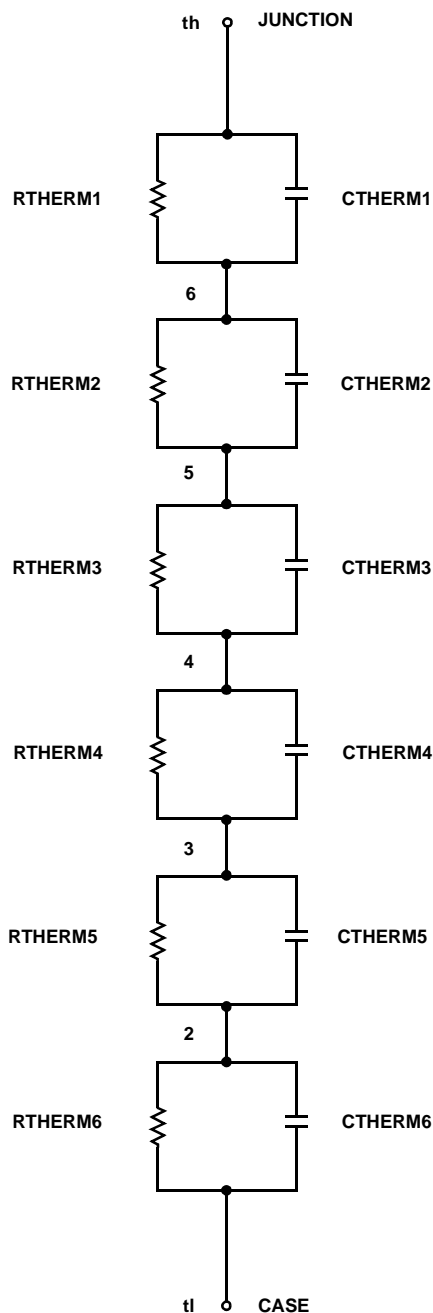 th JUNCTION
RTHERM1 CTHERM1
6
RTHERM2 CTHERM2
5
RTHERM3 CTHERM3
4
RTHERM4 CTHERM4
3
RTHERM5 CTHERM5
2
RTHERM6 CTHERM6
tl CASE